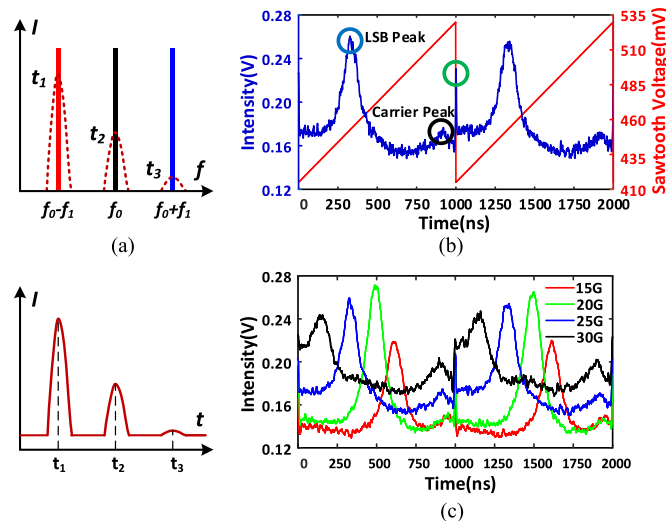 I
t1
t2
t3
f
f0-f1
f0
f0+f1
(a)
I
t
t1
t2
t3
0.28
0.24
0.20
0.16
0.12
Intensity(V)
LSB Peak
Carrier Peak
535
510
485
460
435
410
Sawtooth Voltage(mV)
0 250 500 750 1000 1250 1500 1750 2000
Time(ns)
(b)
0.28
0.24
0.20
0.16
0.12
Intensity(V)
15G
20G
25G
30G
0 250 500 750 1000 1250 1500 1750 2000
Time(ns)
(c)